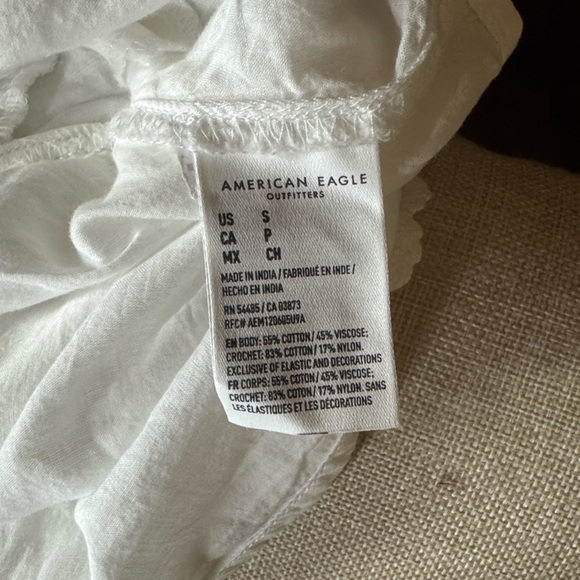 AMERICAN EAGLE
OUTFITTERS
US S
CA P
MX CH
MADE IN INDIA / FABRIQUÉ EN INDE /
HECHO EN INDIA
RN 54485 / CA 03873
RFC# AEMT20605U9A
EN BODY: 55% COTTON/ 45% VISCOSE;
CROCHET: 83% COTTON/ 17% NYLON.
EXCLUSIVE OF ELASTIC AND DECORATIONS
FR CORPS: 55% COTON/ 45% VISCOSE;
CROCHET: 83% COTON/ 17% NYLON. SANS
LES ÉLASTIQUES ET LES DÉCORATIONS